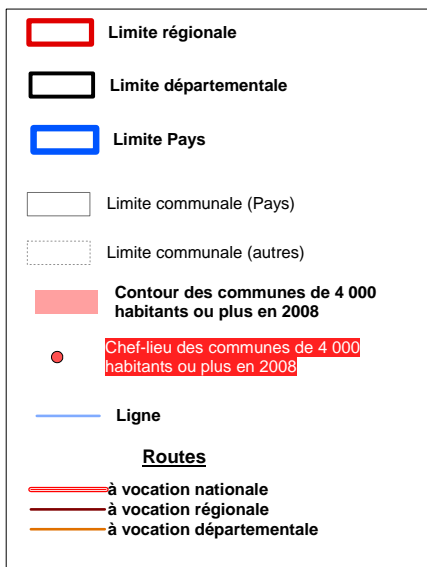 Limite régionale
Limite départementale
Limite Pays
Limite communale (Pays)
Limite communale (autres)
Contour des communes de 4 000
habitants ou plus en 2008
Chef-lieu des communes de 4 000
habitants ou plus en 2008
Ligne
Routes
à vocation nationale
à vocation régionale
à vocation départementale